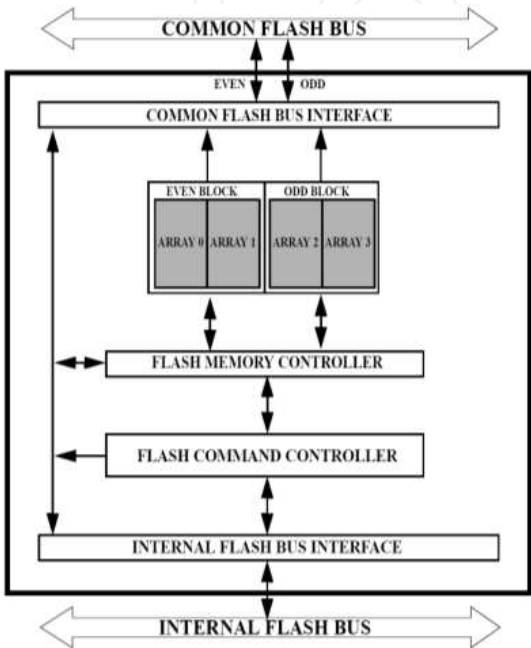 COMMON FLASH BUS
EVEN ODD
COMMON FLASH BUS INTERFACE
EVEN BLOCK ODD BLOCK
ARRAY 0 ARRAY 1 ARRAY 2 ARRAY 3
FLASH MEMORY CONTROLLER
FLASH COMMAND CONTROLLER
INTERNAL FLASH BUS INTERFACE
INTERNAL FLASH BUS